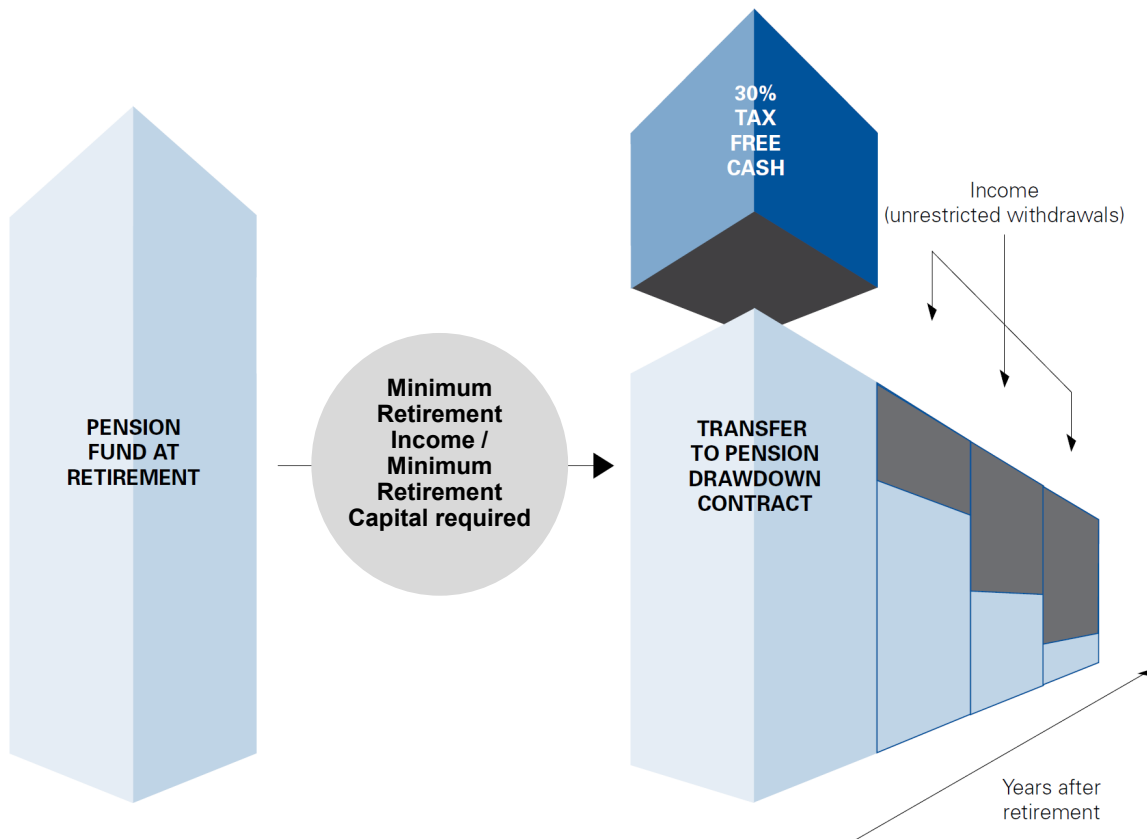 PENSION
FUND AT
RETIREMENT
Minimum
Retirement
Income /
Minimum
Retirement
Capital required
30%
TAX
FREE
CASH
TRANSFER
TO PENSION
DRAWDOWN
CONTRACT
Income
(unrestricted withdrawals)
Years after
retirement